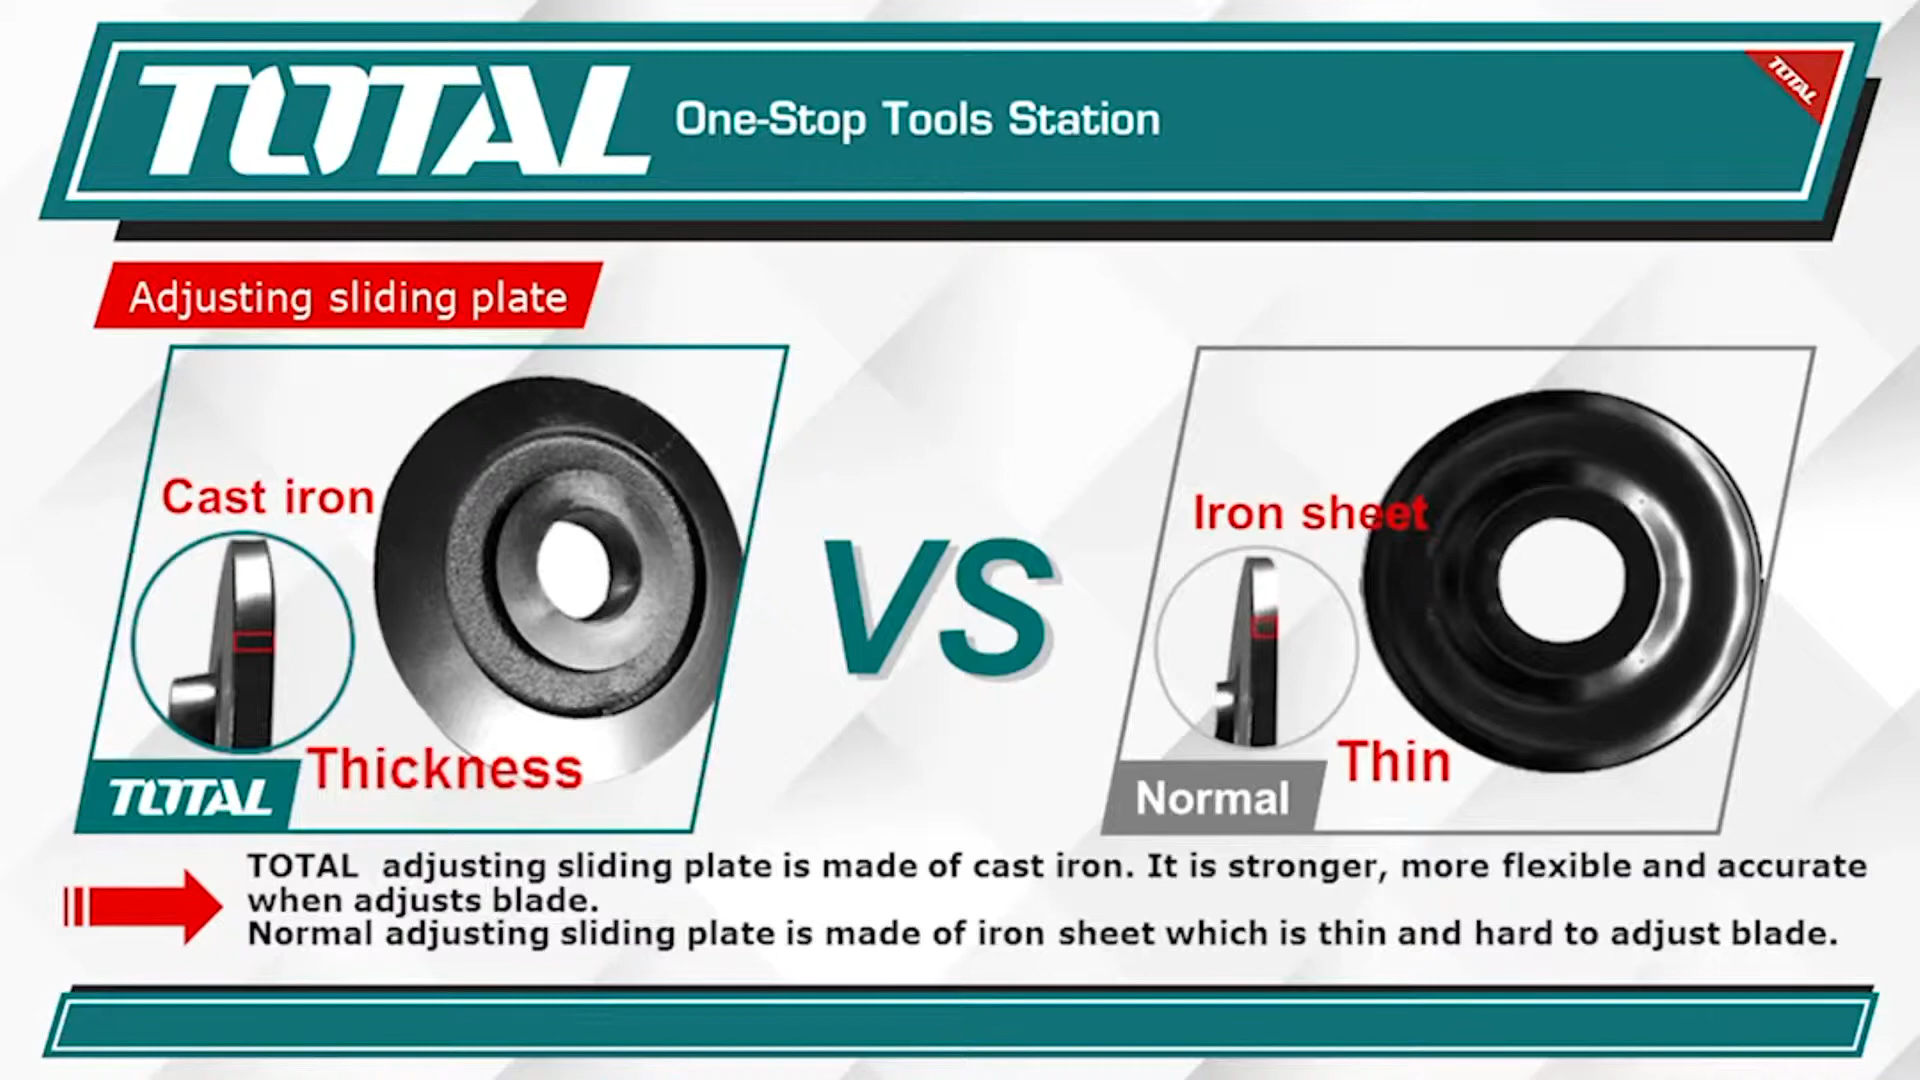 TOTAL
One-Stop Tools Station
TOTAL
Adjusting sliding plate
Cast iron
Thickness
TOTAL
VS
Iron sheet
Thin
Normal
TOTAL adjusting sliding plate is made of cast iron. It is stronger, more flexible and accurate
when adjusts blade.
Normal adjusting sliding plate is made of iron sheet which is thin and hard to adjust blade.